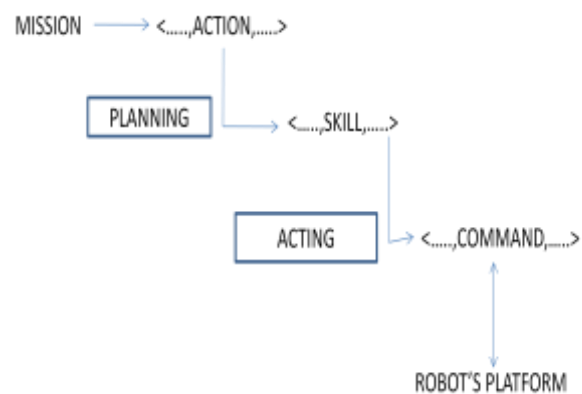 MISSION <.....,ACTION,.....>
PLANNING
<.....,SKILL,.....>
ACTING
<.....,COMMAND,.....>
ROBOT'S PLATFORM